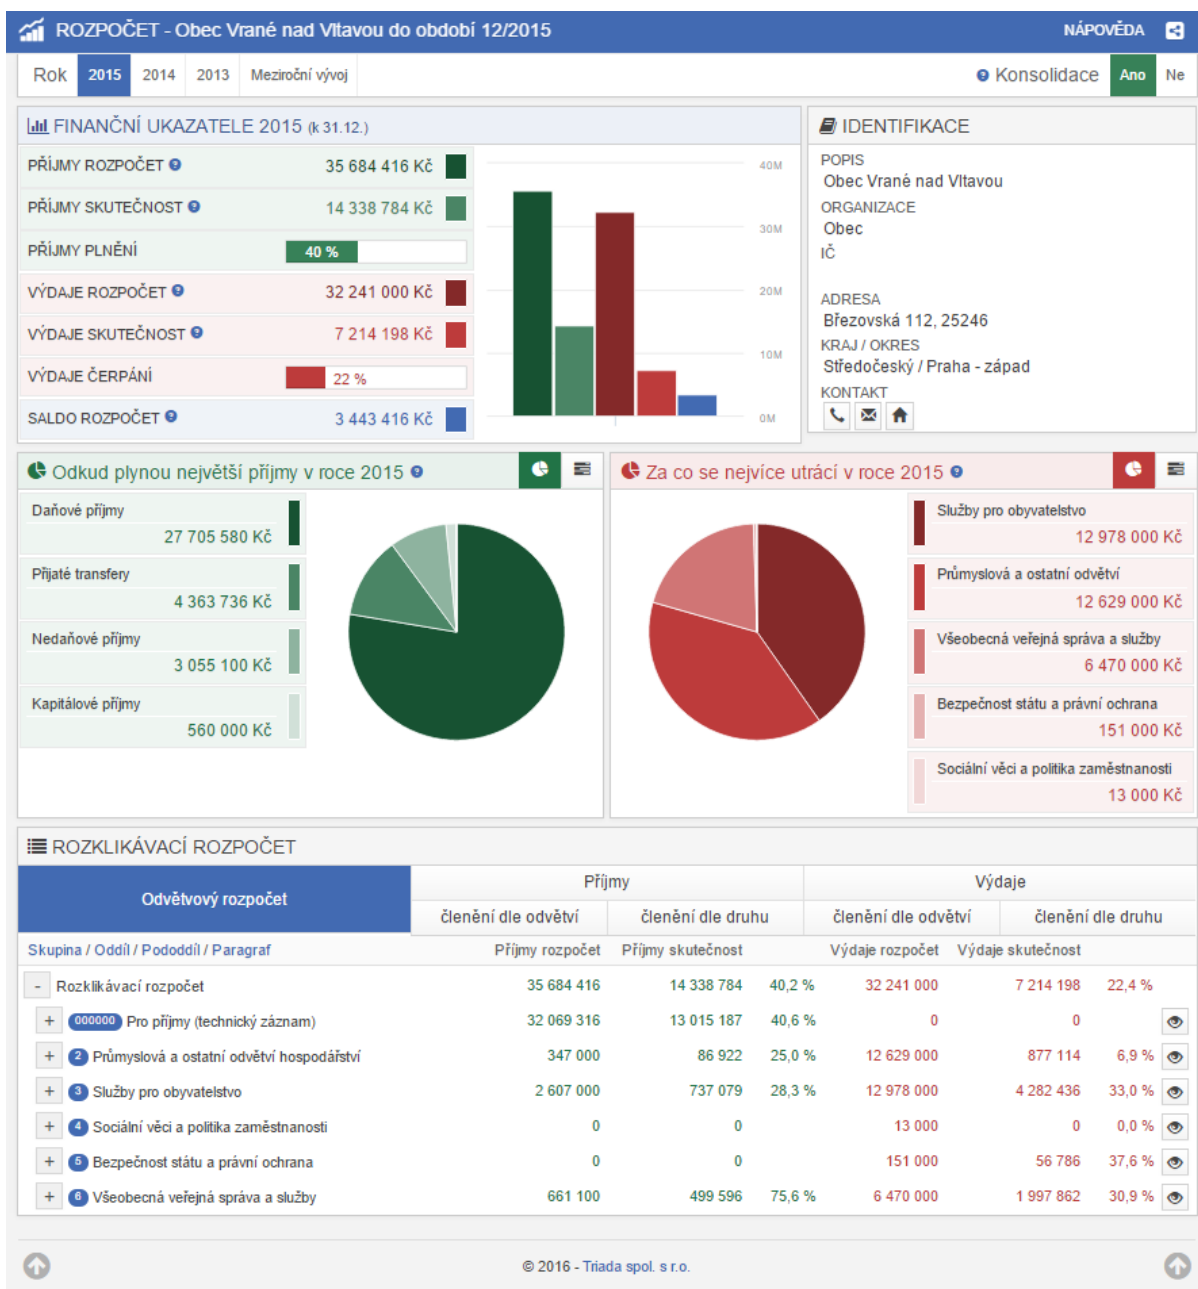 ROZPOČET - Obec Vrané nad Vltavou do období 12/2015
NÁPOVĚDA
Rok 2015 2014 2013 Meziroční vývoj
Konsolidace Ano Ne
FINANČNÍ UKAZATELE 2015 (k 31.12.)
PŘÍJMY ROZPOČET 35 684 416 Kč
PŘÍJMY SKUTEČNOST 14 338 784 Kč
PŘÍJMY PLNĚNÍ 40 %
VÝDAJE ROZPOČET 32 241 000 Kč
VÝDAJE SKUTEČNOST 7 214 198 Kč
VÝDAJE ČERPÁNÍ 22 %
SALDO ROZPOČET 3 443 416 Kč
40M
30M
20M
10M
0M
IDENTIFIKACE
POPIS
Obec Vrané nad Vltavou
ORGANIZACE
Obec
IČ
ADRESA
Březovská 112, 25246
KRAJ / OKRES
Středočeský / Praha - západ
KONTAKT
Odkud plynou největší příjmy v roce 2015
Daňové příjmy
27 705 580 Kč
Přijaté transfery
4 363 736 Kč
Nedaňové příjmy
3 055 100 Kč
Kapitálové příjmy
560 000 Kč
Za co se nejvíce utrácí v roce 2015
Služby pro obyvatelstvo
12 978 000 Kč
Průmyslová a ostatní odvětví
12 629 000 Kč
Všeobecná veřejná správa a služby
6 470 000 Kč
Bezpečnost státu a právní ochrana
151 000 Kč
Sociální věci a politika zaměstnanosti
13 000 Kč
ROZKLIKÁVACÍ ROZPOČET
Odvětvový rozpočet
Příjmy Výdaje
členění dle odvětví členění dle druhu členění dle odvětví členění dle druhu
Skupina / Oddíl / Pododdíl / Paragraf Příjmy rozpočet Příjmy skutečnost Výdaje rozpočet Výdaje skutečnost
- Rozklikávací rozpočet 35 684 416 14 338 784 40,2 % 32 241 000 7 214 198 22,4 %
+ 000000 Pro příjmy (technický záznam) 32 069 316 13 015 187 40,6 % 0 0
+ 2 Průmyslová a ostatní odvětví hospodářství 347 000 86 922 25,0 % 12 629 000 877 114 6,9 %
+ 3 Služby pro obyvatelstvo 2 607 000 737 079 28,3 % 12 978 000 4 282 436 33,0 %
+ 4 Sociální věci a politika zaměstnanosti 0 0 13 000 0 0,0 %
+ 5 Bezpečnost státu a právní ochrana 0 0 151 000 56 786 37,6 %
+ 6 Všeobecná veřejná správa a služby 661 100 499 596 75,6 % 6 470 000 1 997 862 30,9 %
© 2016 - Triada spol. s r.o.